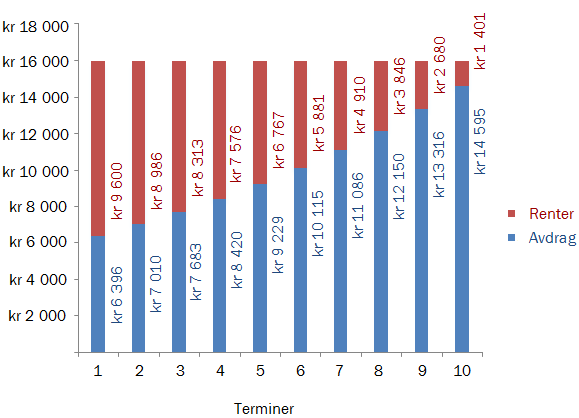 kr 18 000
kr 16 000
kr 14 000
kr 12 000
kr 10 000
kr 8 000
kr 6 000
kr 4 000
kr 2 000
kr 9 600
kr 8 986
kr 8 313
kr 7 576
kr 6 767
kr 5 881
kr 4 910
kr 3 846
kr 2 680
kr 1 401
kr 6 396
kr 7 010
kr 7 683
kr 8 420
kr 9 229
kr 10 115
kr 11 086
kr 12 150
kr 13 316
kr 14 595
Renter
Avdrag
1 2 3 4 5 6 7 8 9 10
Terminer